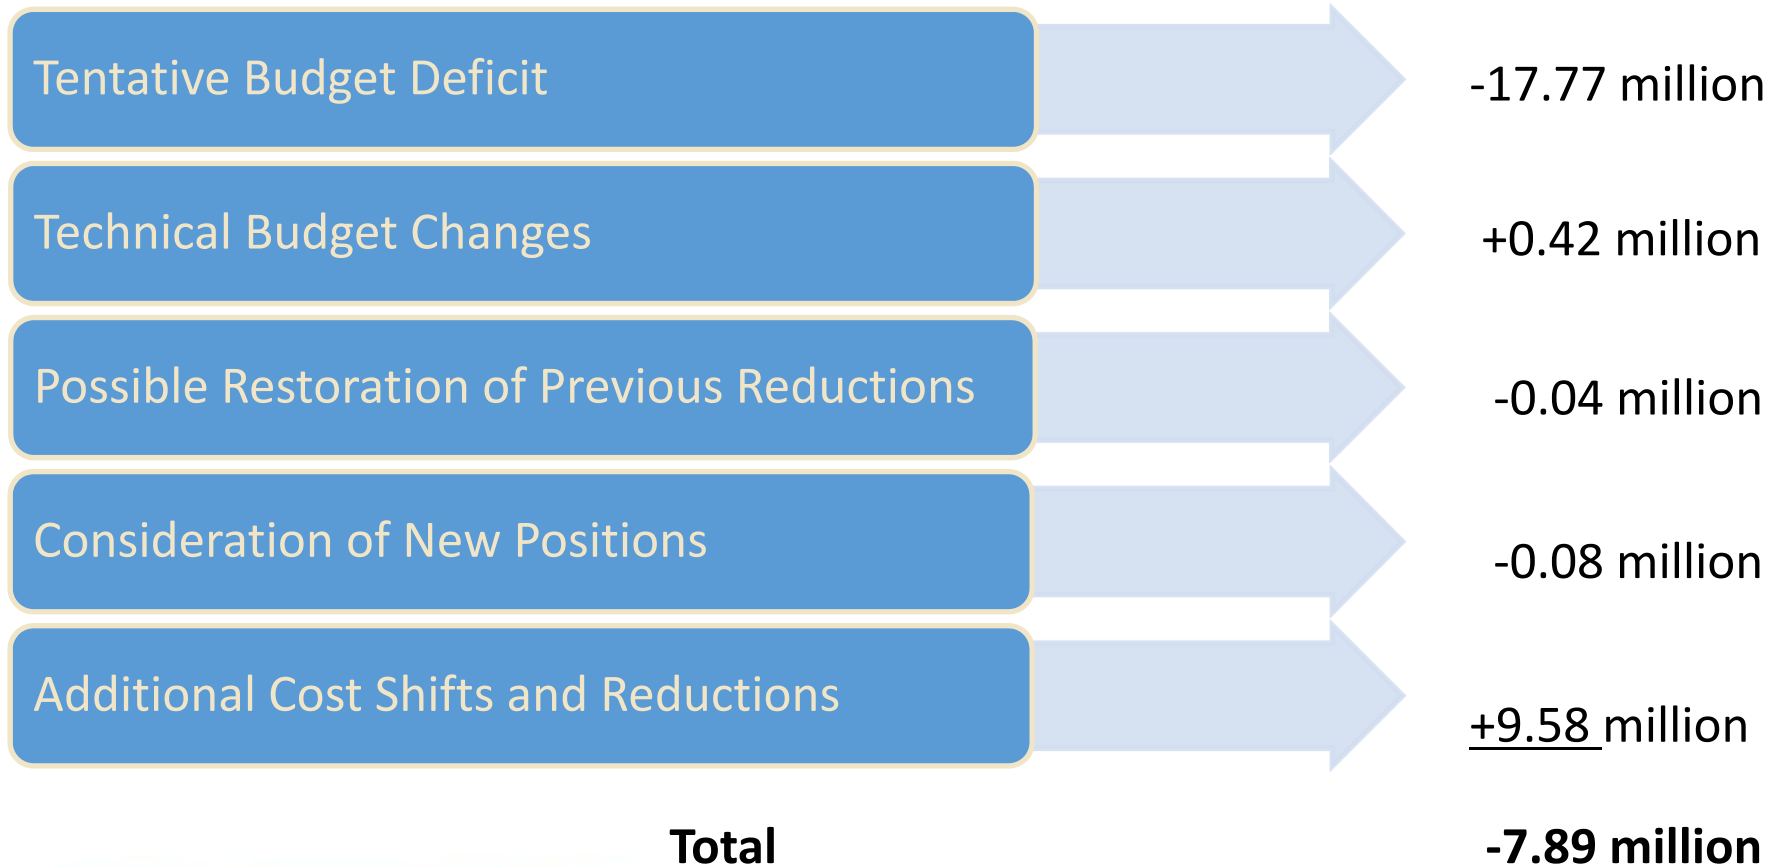 Tentative Budget Deficit -17.77 million
Technical Budget Changes +0.42 million
Possible Restoration of Previous Reductions -0.04 million
Consideration of New Positions -0.08 million
Additional Cost Shifts and Reductions +9.58 million
Total -7.89 million